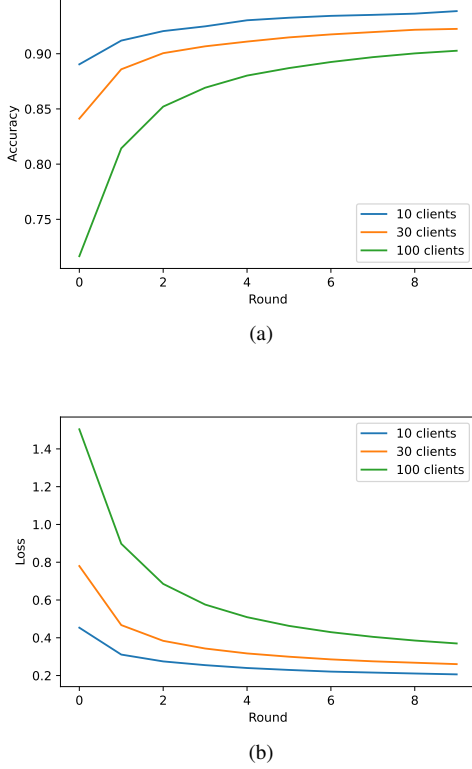 0.90
0.85
0.80
0.75
Accuracy
0 2 4 6 8
Round
10 clients
30 clients
100 clients
(a)
1.4
1.2
1.0
0.8
0.6
0.4
0.2
Loss
0 2 4 6 8
Round
10 clients
30 clients
100 clients
(b)